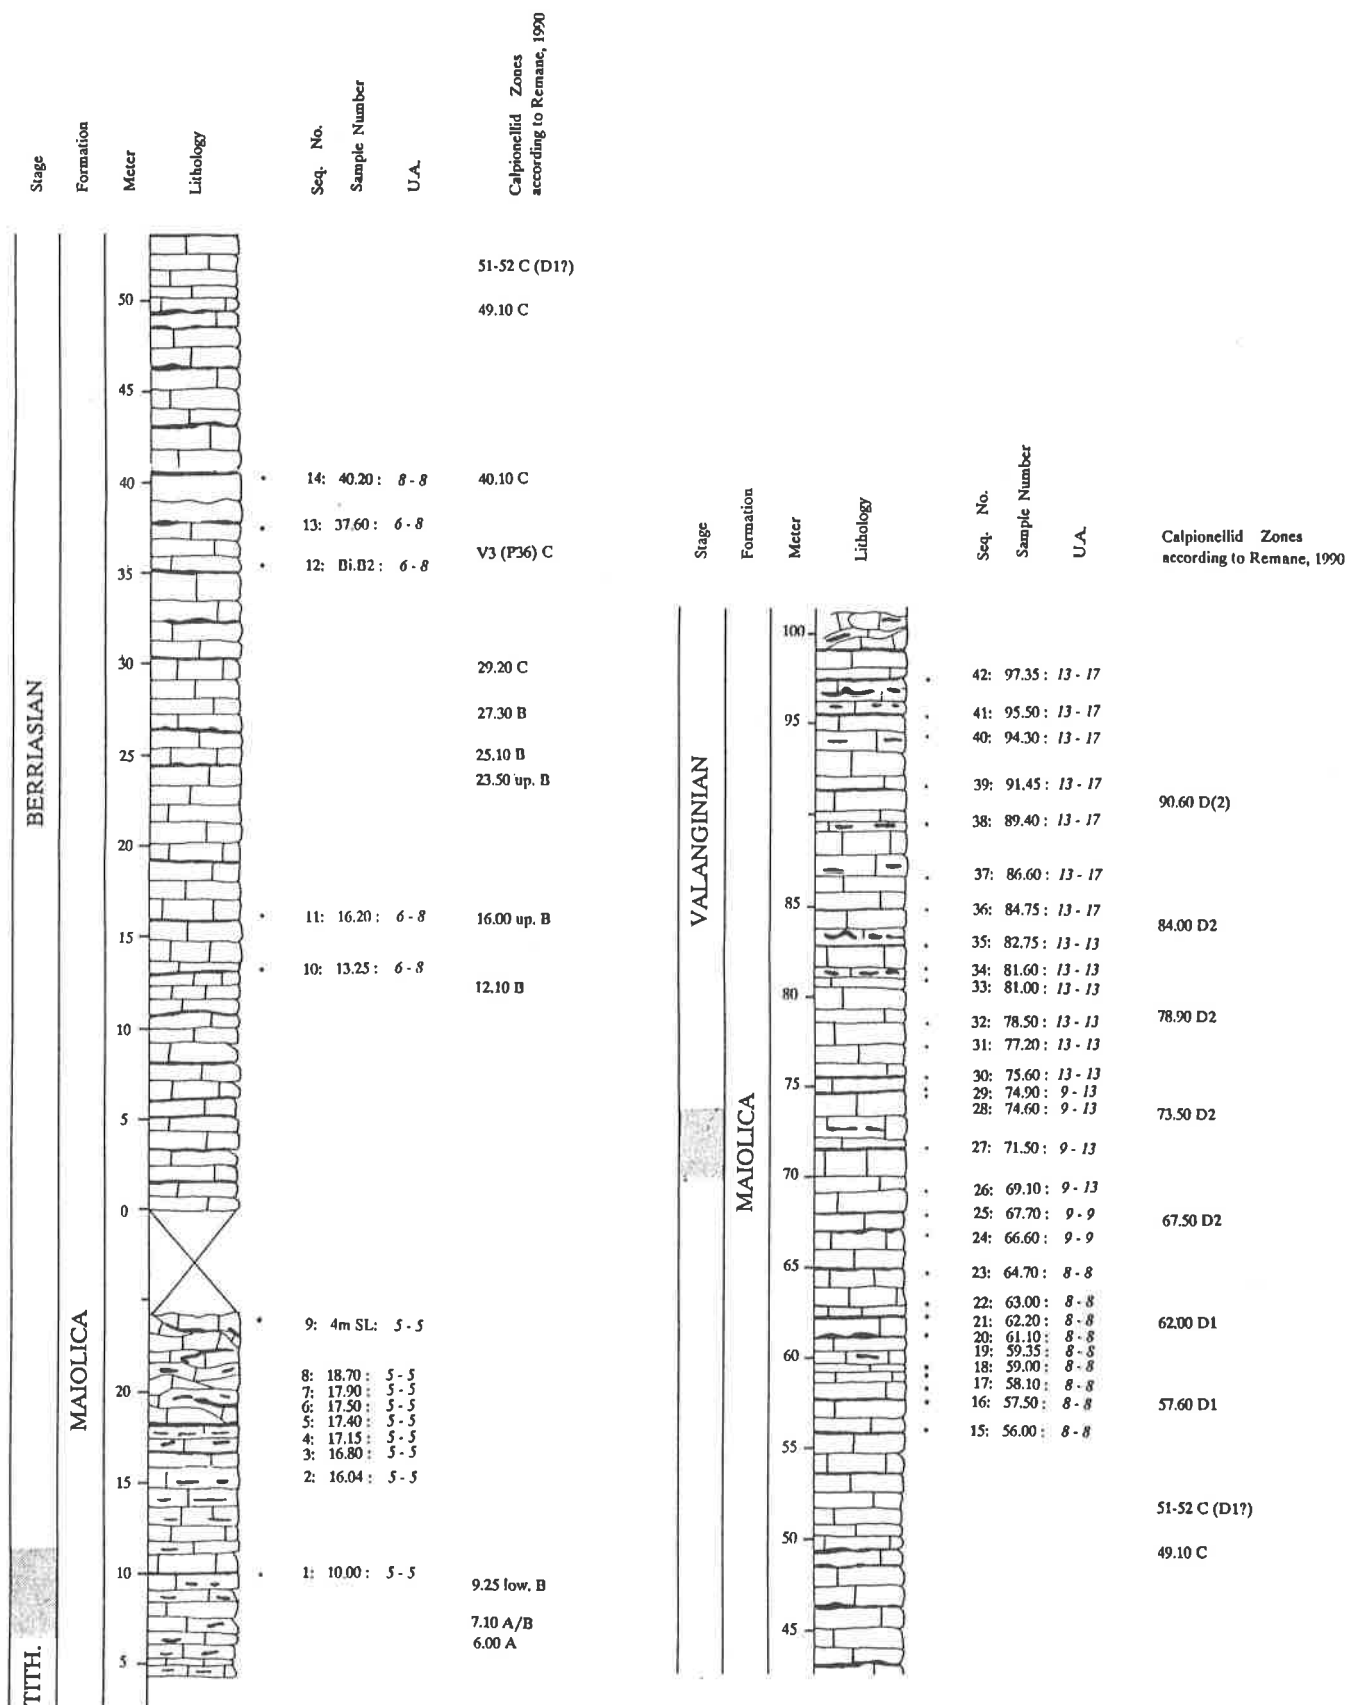 Stage
Formation
Meter
Lithology
Seq. No.
Sample Number
U.A.
Calpionellid Zones
according to Remane, 1990
BERRIASIAN
TITH.
MAIOLICA
50
45
40
35
30
25
20
15
10
5
0
20
15
10
5
14: 40.20: 8 - 8
13: 37.60: 6 - 8
12: Bi.B2: 6 - 8
11: 16.20: 6 - 8
10: 13.25: 6 - 8
9: 4m SL: 5 - 5
8: 18.70: 5 - 5
7: 17.90: 5 - 5
6: 17.50: 5 - 5
5: 17.40: 5 - 5
4: 17.15: 5 - 5
3: 16.80: 5 - 5
2: 16.04: 5 - 5
1: 10.00: 5 - 5
51-52 C (D1?)
49.10 C
40.10 C
V3 (P36) C
29.20 C
27.30 B
25.10 B
23.50 up. B
16.00 up. B
12.10 B
9.25 low. B
7.10 A/B
6.00 A
Stage
Formation
Meter
Lithology
Seq. No.
Sample Number
U.A.
Calpionellid Zones
according to Remane, 1990
VALANGINIAN
MAIOLICA
100
95
85
80
75
70
65
60
55
50
45
42: 97.35: 13 - 17
41: 95.50: 13 - 17
40: 94.30: 13 - 17
39: 91.45: 13 - 17
38: 89.40: 13 - 17
37: 86.60: 13 - 17
36: 84.75: 13 - 17
35: 82.75: 13 - 13
34: 81.60: 13 - 13
33: 81.00: 13 - 13
32: 78.50: 13 - 13
31: 77.20: 13 - 13
30: 75.60: 13 - 13
29: 74.90: 9 - 13
28: 74.60: 9 - 13
27: 71.50: 9 - 13
26: 69.10: 9 - 13
25: 67.70: 9 - 9
24: 66.60: 9 - 9
23: 64.70: 8 - 8
22: 63.00: 8 - 8
21: 62.20: 8 - 8
20: 61.10: 8 - 8
19: 59.35: 8 - 8
18: 59.00: 8 - 8
17: 58.10: 8 - 8
16: 57.50: 8 - 8
15: 56.00: 8 - 8
90.60 D(2)
84.00 D2
78.90 D2
73.50 D2
67.50 D2
62.00 D1
57.60 D1
51-52 C (D1?)
49.10 C